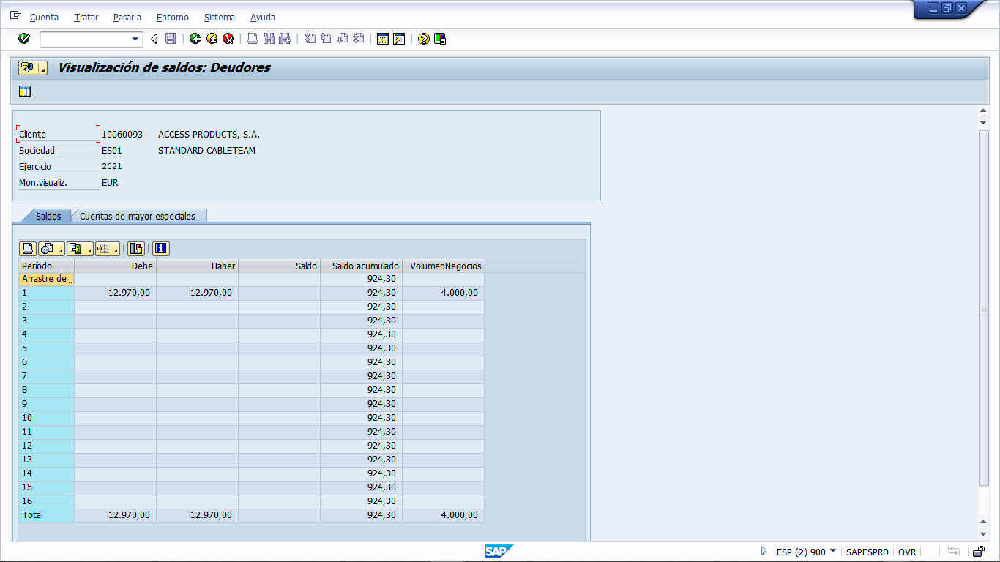 Cuenta Tratar Pasar a Entorno Sistema Ayuda
Visualización de saldos: Deudores
Cliente 10060093 ACCESS PRODUCTS, S.A.
Sociedad ES01 STANDARD CABLETEAM
Ejercicio 2021
Mon.visualiz. EUR
Saldos Cuentas de mayor especiales
Período Debe Haber Saldo Saldo acumulado VolumenNegocios
Arrastre de... 924,30
1 12.970,00 12.970,00 924,30 4.000,00
2 924,30
3 924,30
4 924,30
5 924,30
6 924,30
7 924,30
8 924,30
9 924,30
10 924,30
11 924,30
12 924,30
13 924,30
14 924,30
15 924,30
16 924,30
Total 12.970,00 12.970,00 924,30 4.000,00
SAP ESP (2) 900 SAPESPRD OVR